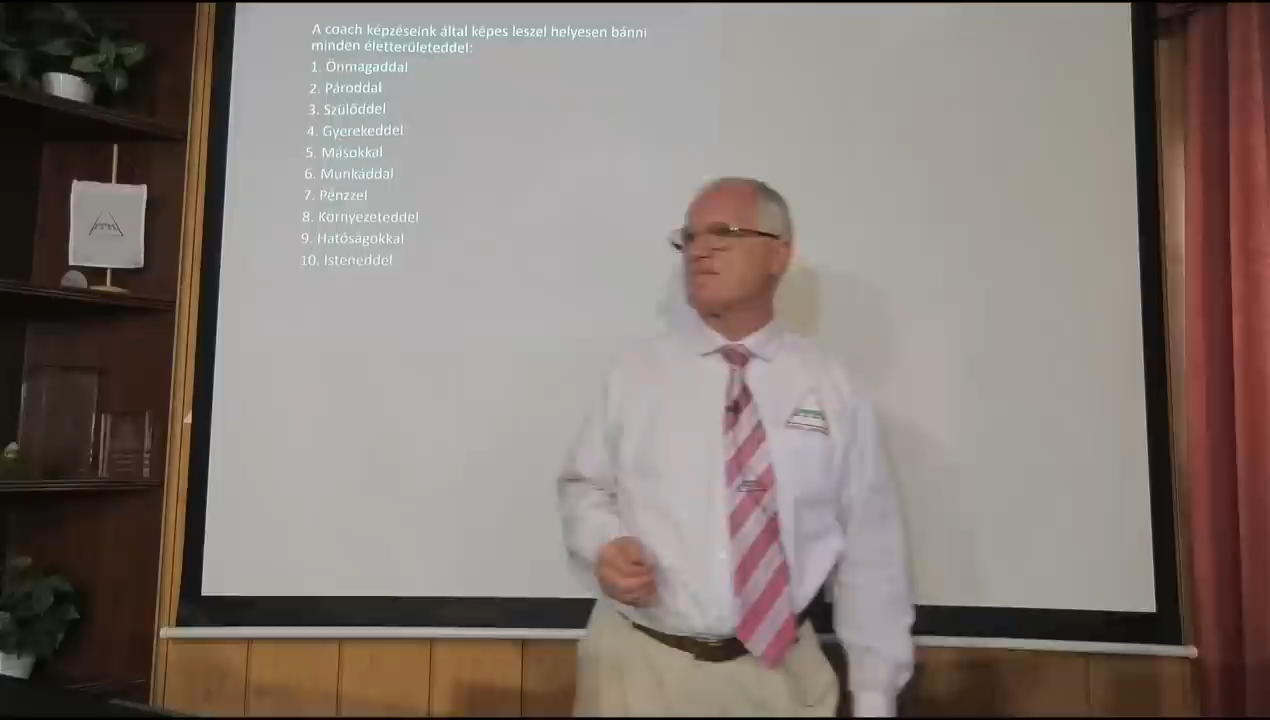 A coach képzéseink által képes leszel helyesen bánni
minden életterületeddel:
1. Önmagaddal
2. Pároddal
3. Szülőddel
4. Gyerekeddel
5. Másokkal
6. Munkáddal
7. Pénzzel
8. Környezeteddel
9. Hatóságokkal
10. Isteneddel